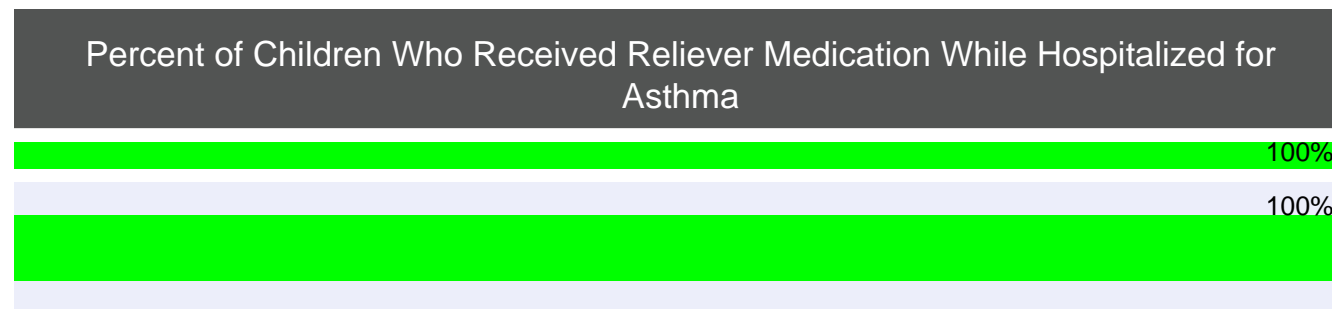 Percent of Children Who Received Reliever Medication While Hospitalized for
Asthma
100%
100%